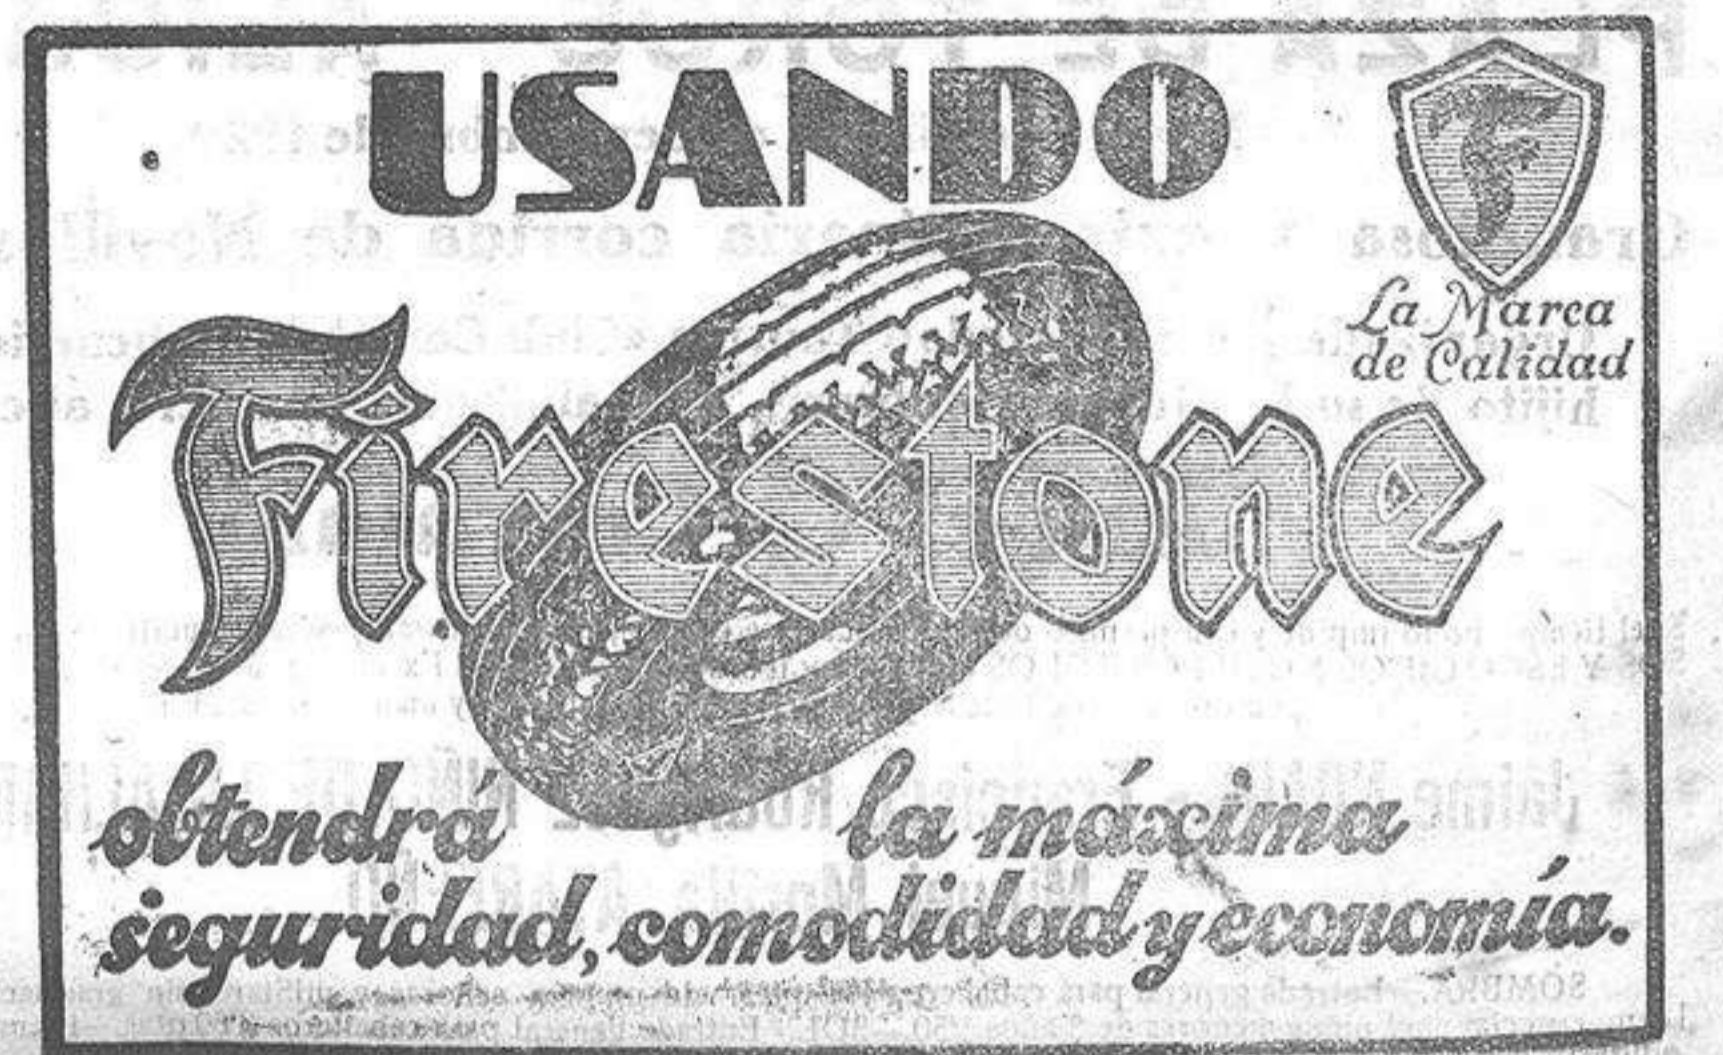 USANDO
F
La Marca
de Calidad
Firestone
obtendrá la máxima
seguridad, comodidad y economía.